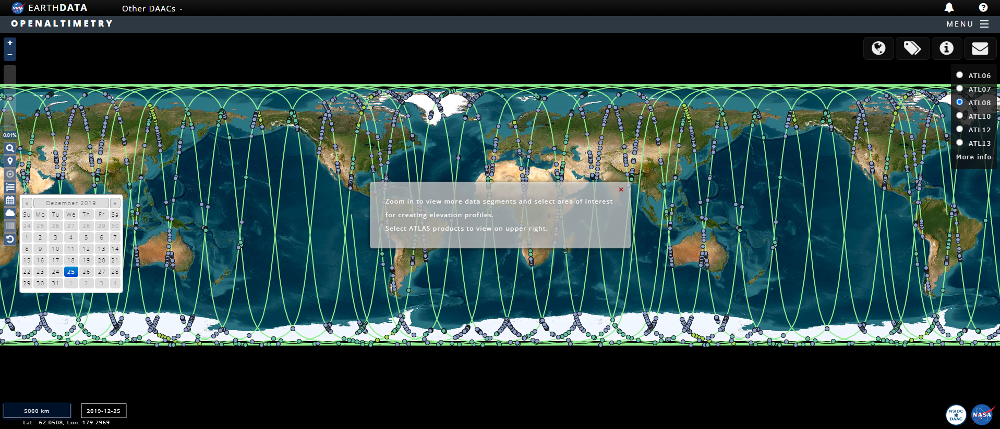 NASA EARTHDATA Other DAACs
OPENALTIMETRY MENU
+
−
ATL06
ATL07
ATL08
ATL10
ATL12
ATL13
More info
0.01%
Zoom in to view more data segments and select area of interest
for creating elevation profiles.
Select ATLAS products to view on upper right.
« December 2019 »
Su Mo Tu We Th Fr Sa
24 25 26 27 28 29 30
1 2 3 4 5 6 7
8 9 10 11 12 13 14
15 16 17 18 19 20 21
22 23 24 25 26 27 28
29 30 31 1 2 3 4
5000 km 2019-12-25
Lat: -62.0508, Lon: 179.2969
NSIDC
DAAC
NASA